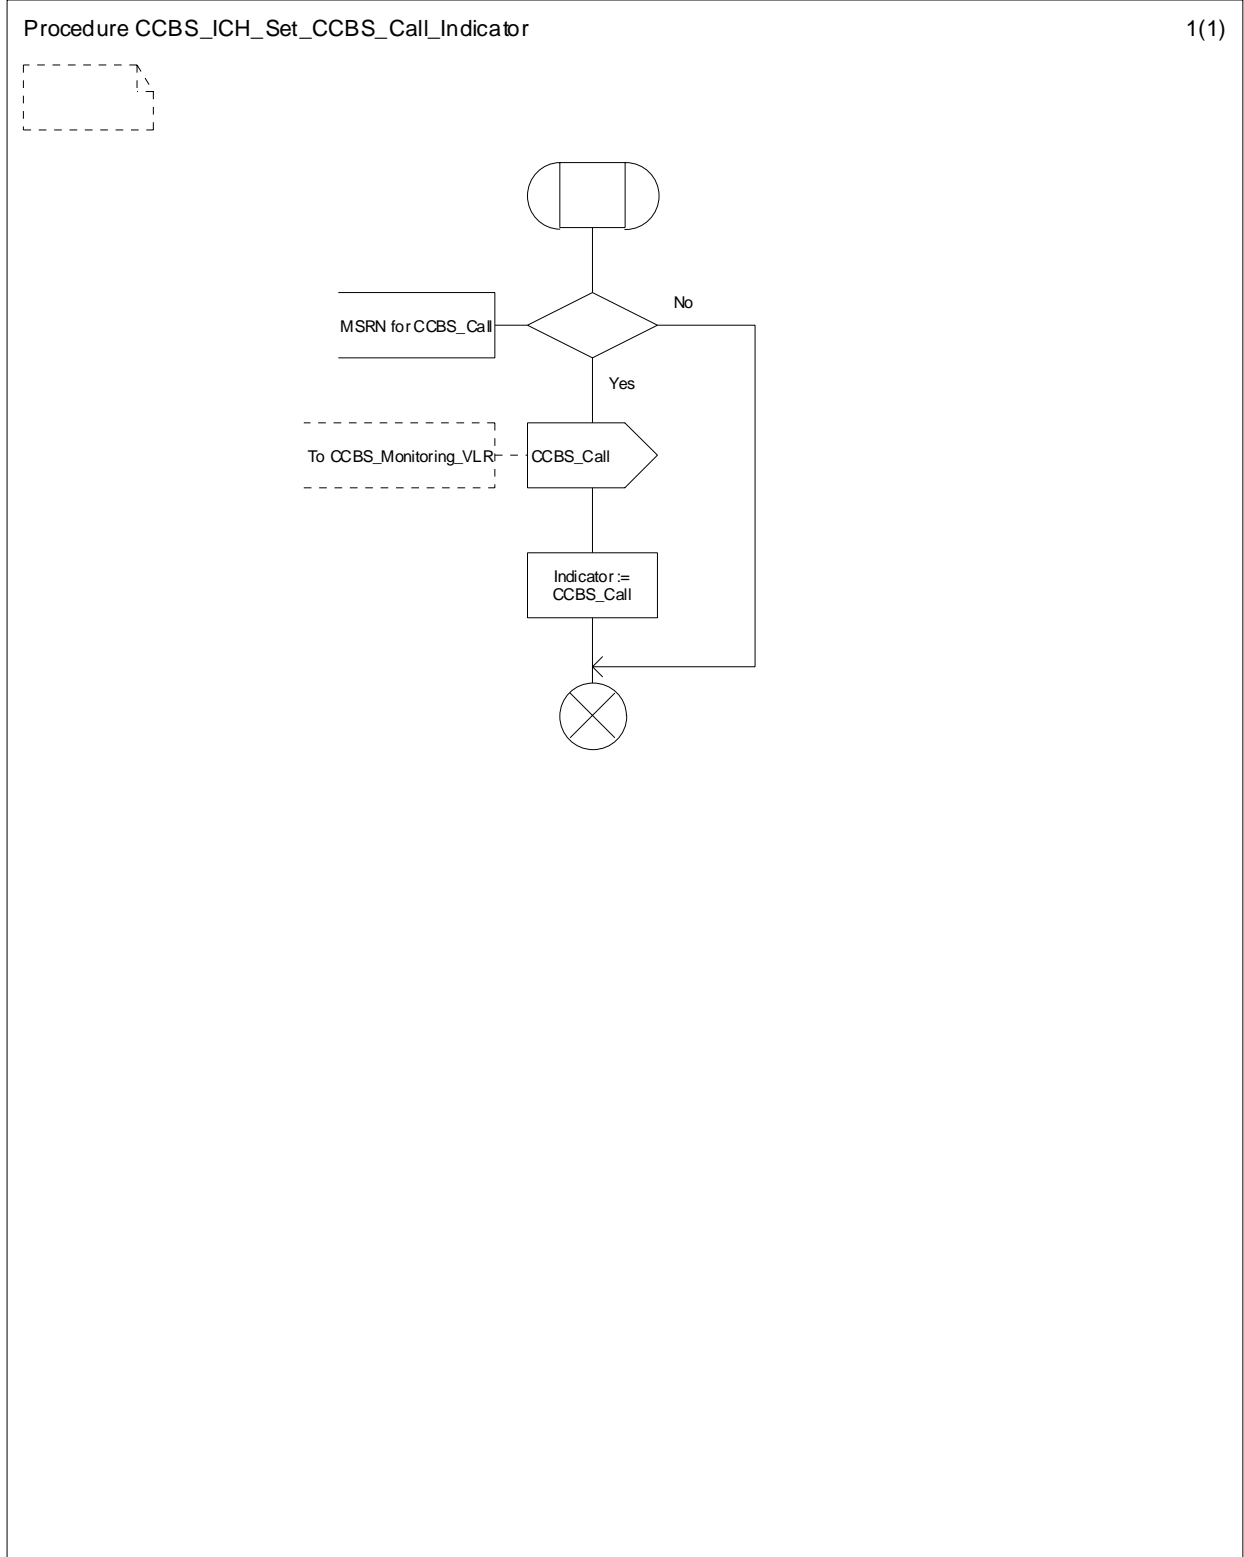 Procedure CCBS_ICH_Set_CCBS_Call_Indicator
1(1)
No
MSRN for CCBS_Call
Yes
To CCBS_Monitoring_VLR
CCBS_Call
Indicator :=
CCBS_Call